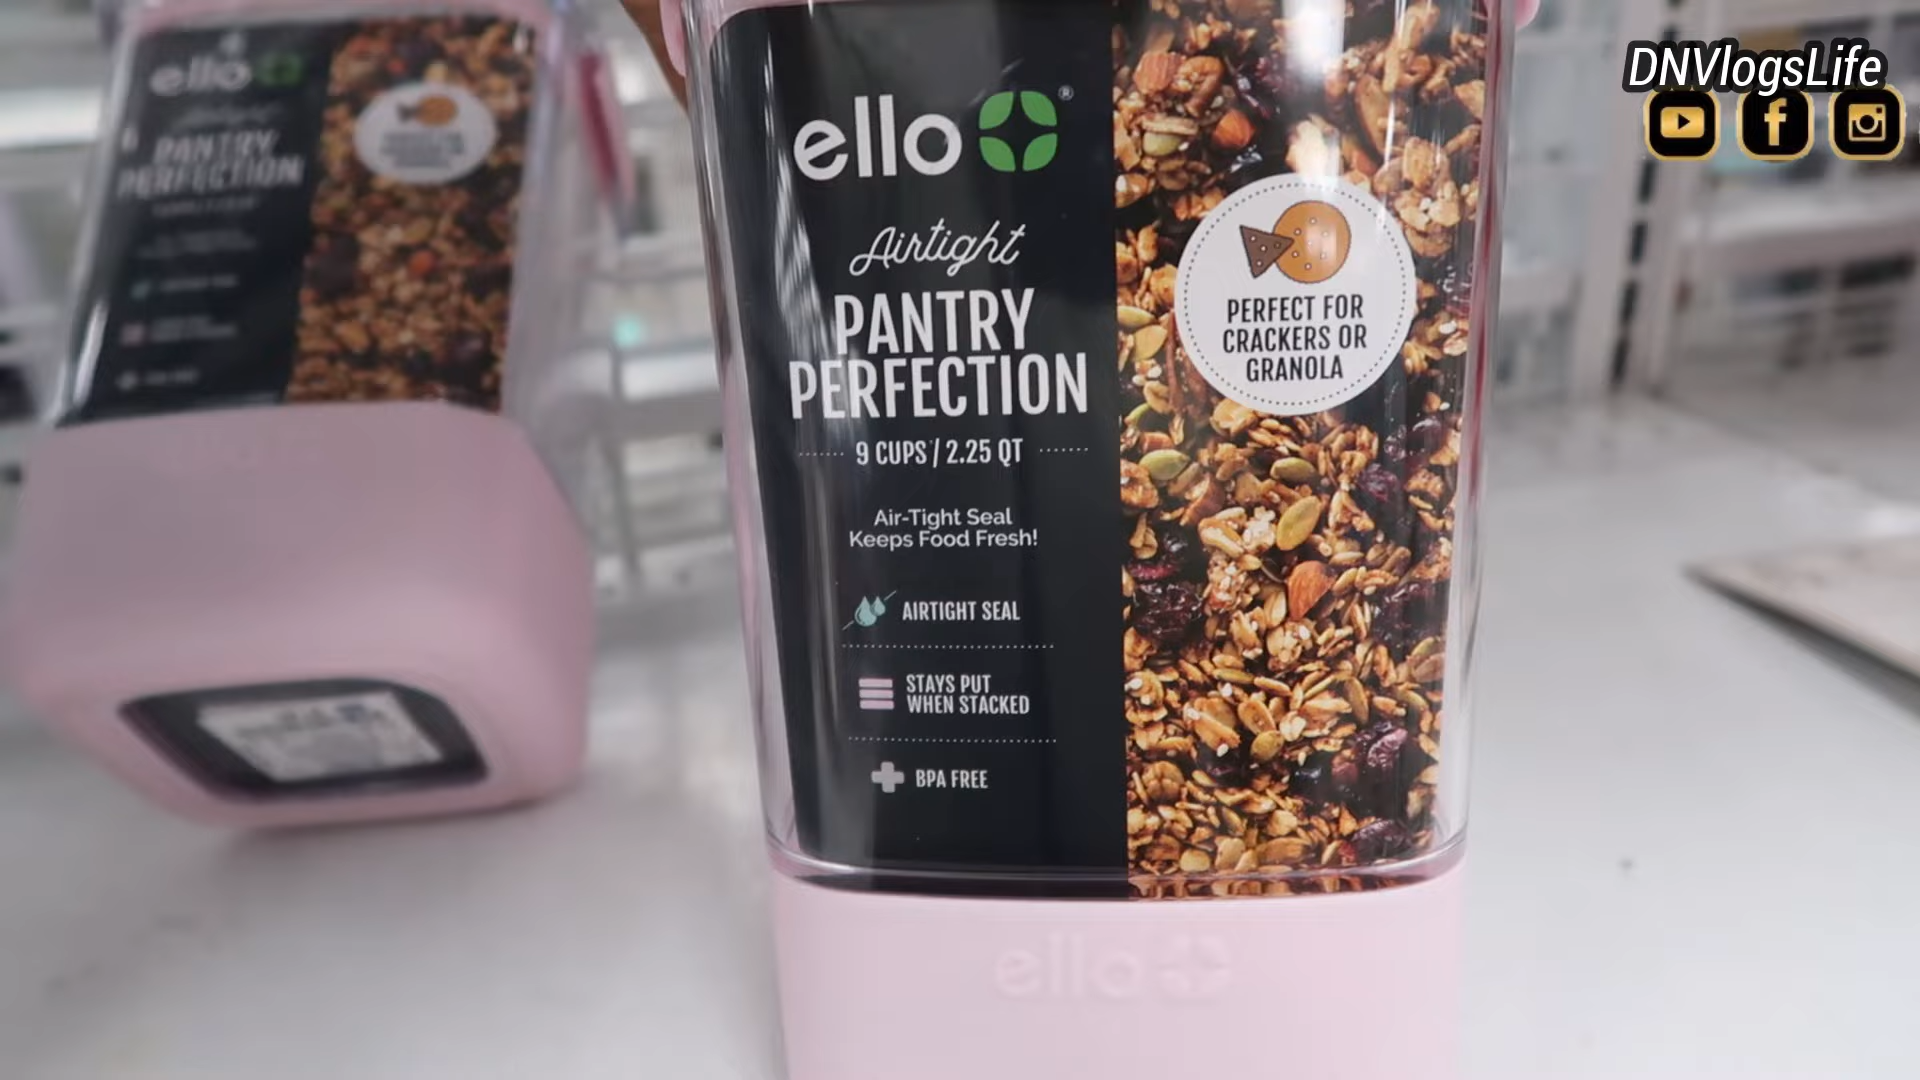 DNVlogsLife
ello
PANTRY
PERFECTION
ello®
Airtight
PANTRY
PERFECTION
9 CUPS / 2.25 QT
Air-Tight Seal
Keeps Food Fresh!
AIRTIGHT SEAL
STAYS PUT
WHEN STACKED
BPA FREE
PERFECT FOR
CRACKERS OR
GRANOLA
ello